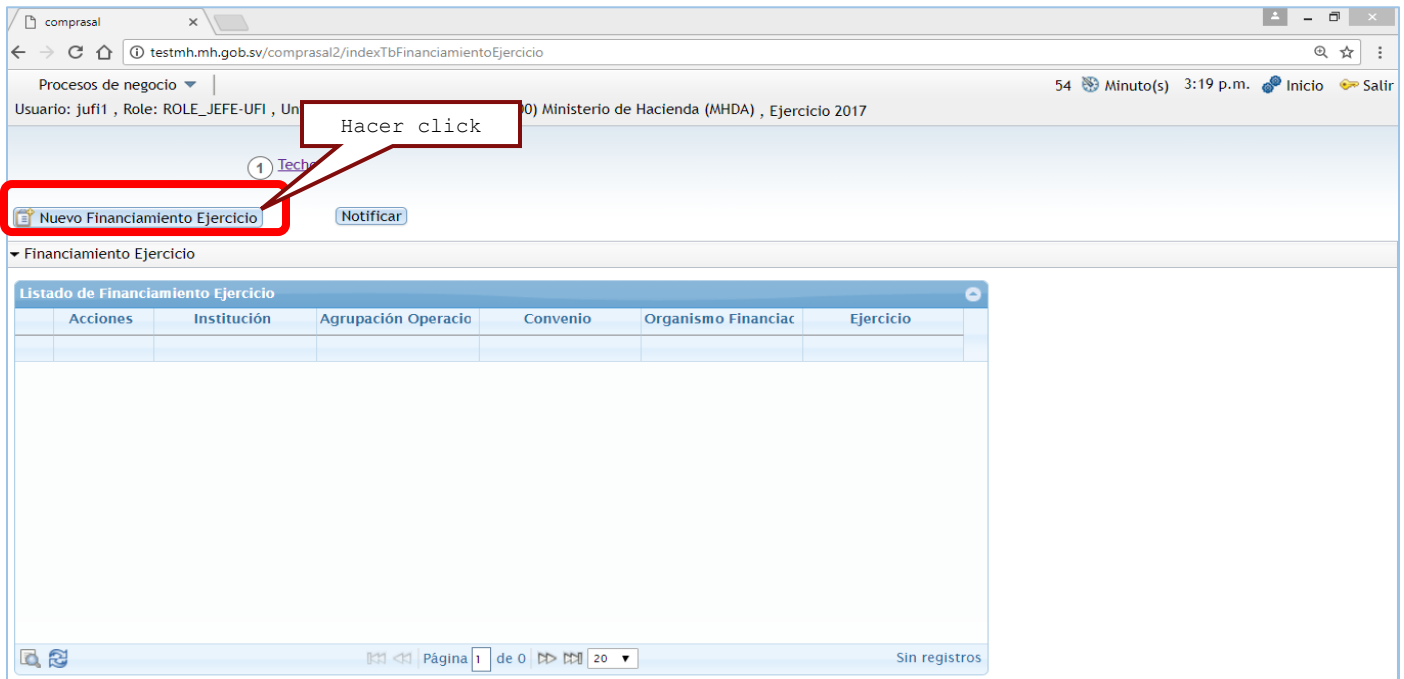 comprasal
testmh.mh.gob.sv/comprasal2/indexTbFinanciamientoEjercicio
Procesos de negocio
54 Minuto(s) 3:19 p.m. Inicio Salir
Usuario: jufi1 , Role: ROLE_JEFE-UFI , Un 00) Ministerio de Hacienda (MHDA) , Ejercicio 2017
Hacer click
1 Techo
Nuevo Financiamiento Ejercicio Notificar
Financiamiento Ejercicio
Listado de Financiamiento Ejercicio
Acciones Institución Agrupación Operacio Convenio Organismo Financiac Ejercicio
Página 1 de 0 20 Sin registros